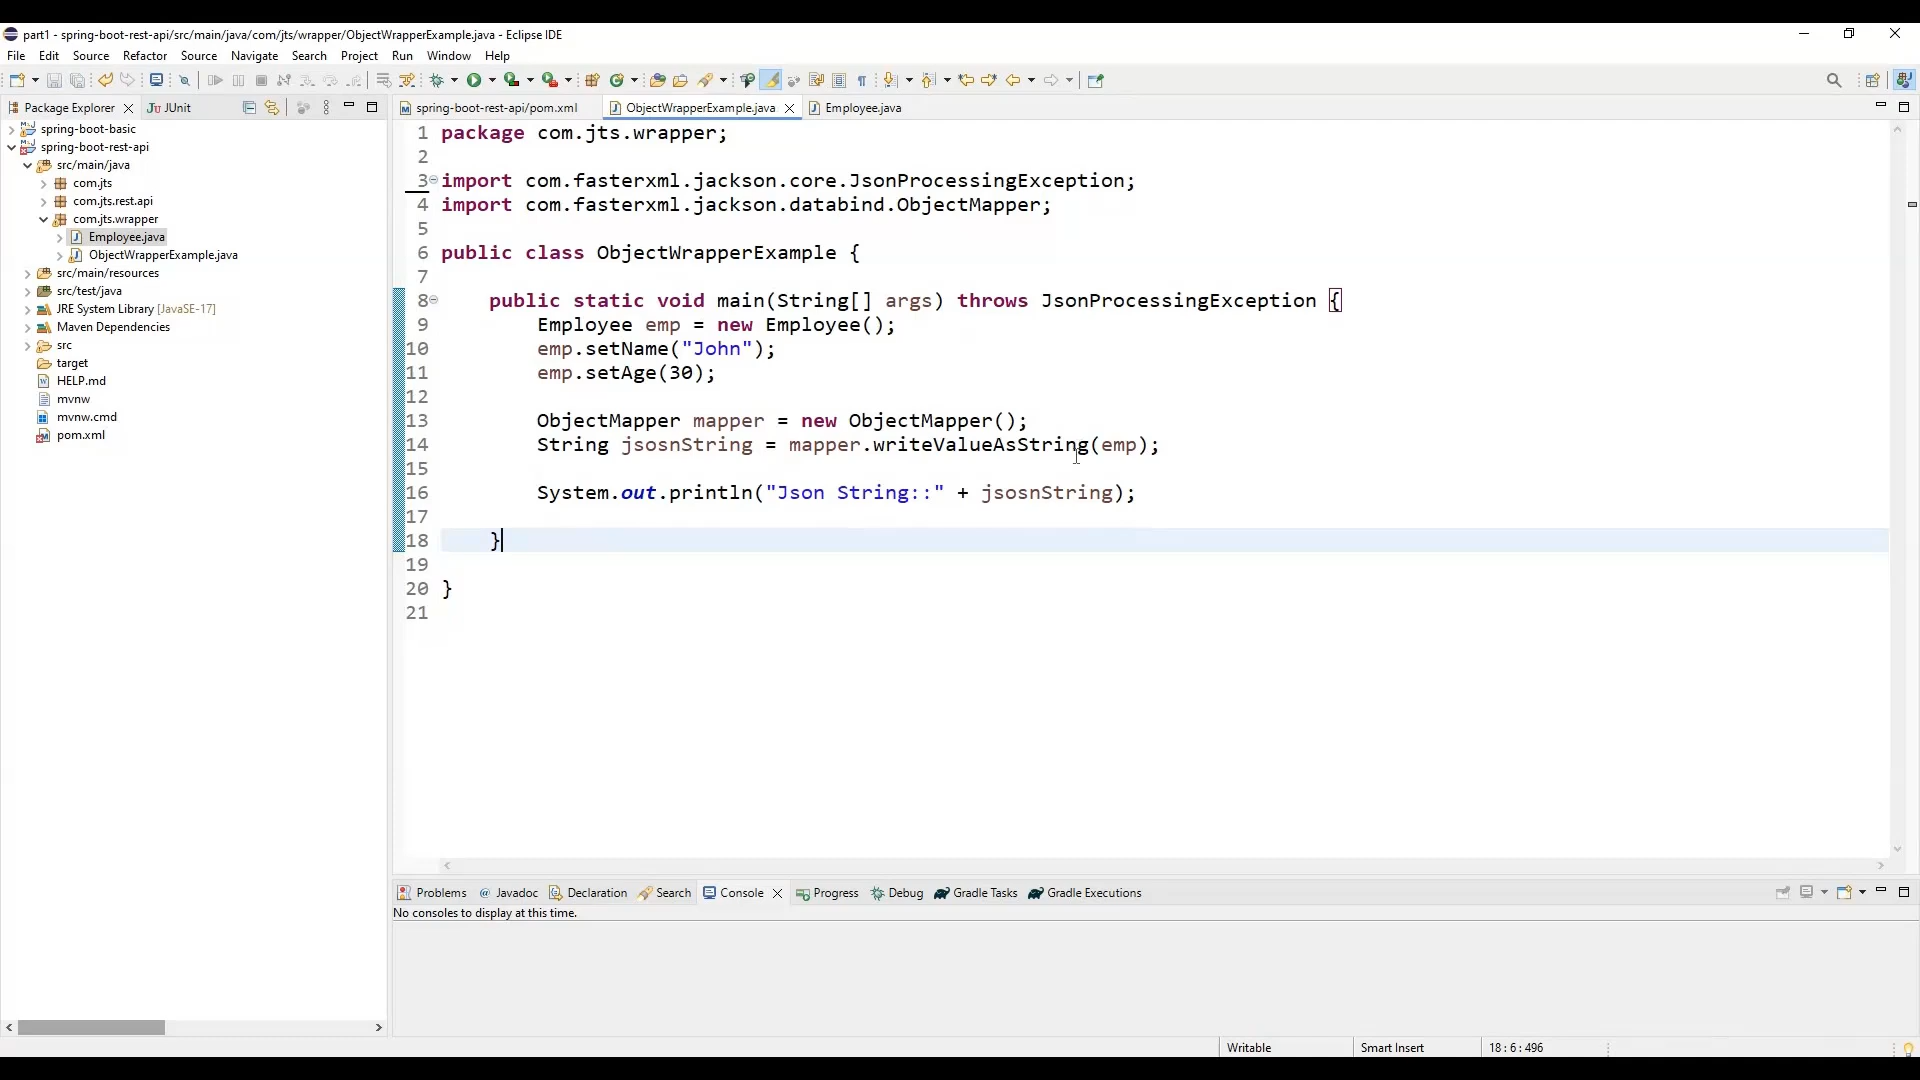 part1 - spring-boot-rest-api/src/main/java/com/jts/wrapper/ObjectWrapperExample.java - Eclipse IDE
File Edit Source Refactor Source Navigate Search Project Run Window Help
Package Explorer JUnit
spring-boot-rest-api/pom.xml ObjectWrapperExample.java Employee.java
spring-boot-basic
spring-boot-rest-api
src/main/java
com.jts
com.jts.rest.api
com.jts.wrapper
Employee.java
ObjectWrapperExample.java
src/main/resources
src/test/java
JRE System Library [JavaSE-17]
Maven Dependencies
src
target
HELP.md
mvnw
mvnw.cmd
pom.xml
1 package com.jts.wrapper;
2
3 import com.fasterxml.jackson.core.JsonProcessingException;
4 import com.fasterxml.jackson.databind.ObjectMapper;
5
6 public class ObjectWrapperExample {
7
8 public static void main(String[] args) throws JsonProcessingException {
9 Employee emp = new Employee();
10 emp.setName("John");
11 emp.setAge(30);
12
13 ObjectMapper mapper = new ObjectMapper();
14 String jsosnString = mapper.writeValueAsString(emp);
15
16 System.out.println("Json String::" + jsosnString);
17
18 }
19
20 }
21
Problems Javadoc Declaration Search Console Progress Debug Gradle Tasks Gradle Executions
No consoles to display at this time.
Writable Smart Insert 18 : 6 : 496